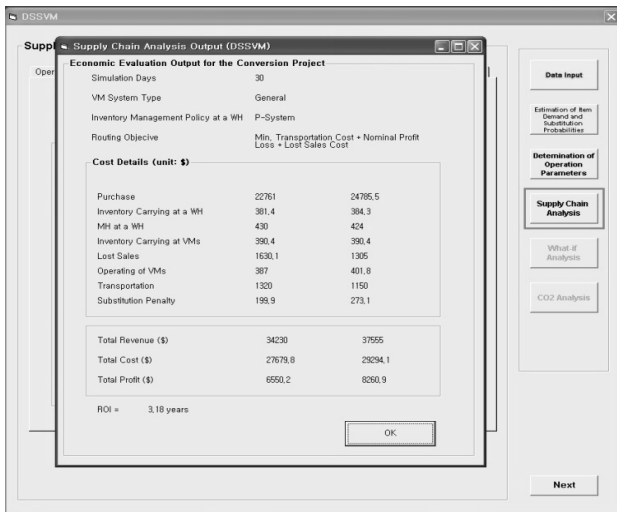 DSSVM
Suppl
Supply Chain Analysis Output (DSSVM)
Oper
Economic Evaluation Output for the Conversion Project
Simulation Days 30
VM System Type General
Inventory Management Policy at a WH P-System
Routing Objecive Min, Transportation Cost + Nominal Profit
Loss + Lost Sales Cost
Cost Details (unit: $)
Purchase 22761 24785,5
Inventory Carrying at a WH 381,4 384,3
MH at a WH 430 424
Inventory Carrying at VMs 390,4 390,4
Lost Sales 1630,1 1305
Operating of VMs 387 401,8
Transportation 1320 1150
Substitution Penalty 199,9 273,1
Total Revenue ($) 34230 37555
Total Cost ($) 27679,8 29294,1
Total Profit ($) 6550,2 8260,9
ROI = 3,18 years
OK
Data Input
Estimation of Item
Demand and
Substitution
Probabilities
Detemination of
Operation
Parameters
Supply Chain
Analysis
What-if
Analysis
CO2 Analysis
Next